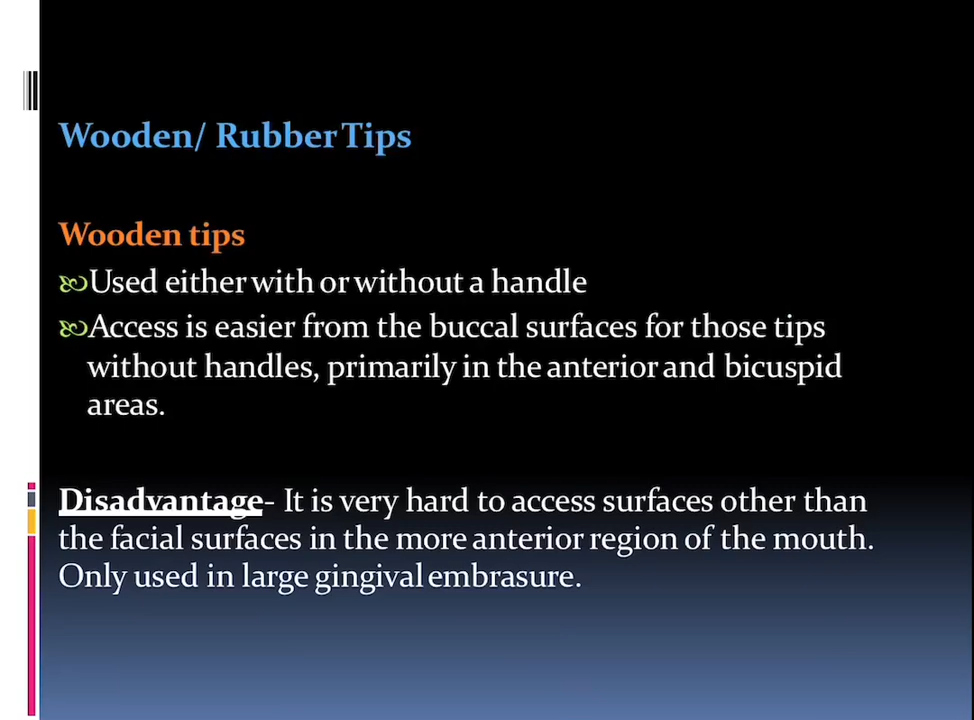 Wooden/ Rubber Tips
Wooden tips
Used either with or without a handle
Access is easier from the buccal surfaces for those tips
without handles, primarily in the anterior and bicuspid
areas.
Disadvantage- It is very hard to access surfaces other than
the facial surfaces in the more anterior region of the mouth.
Only used in large gingival embrasure.